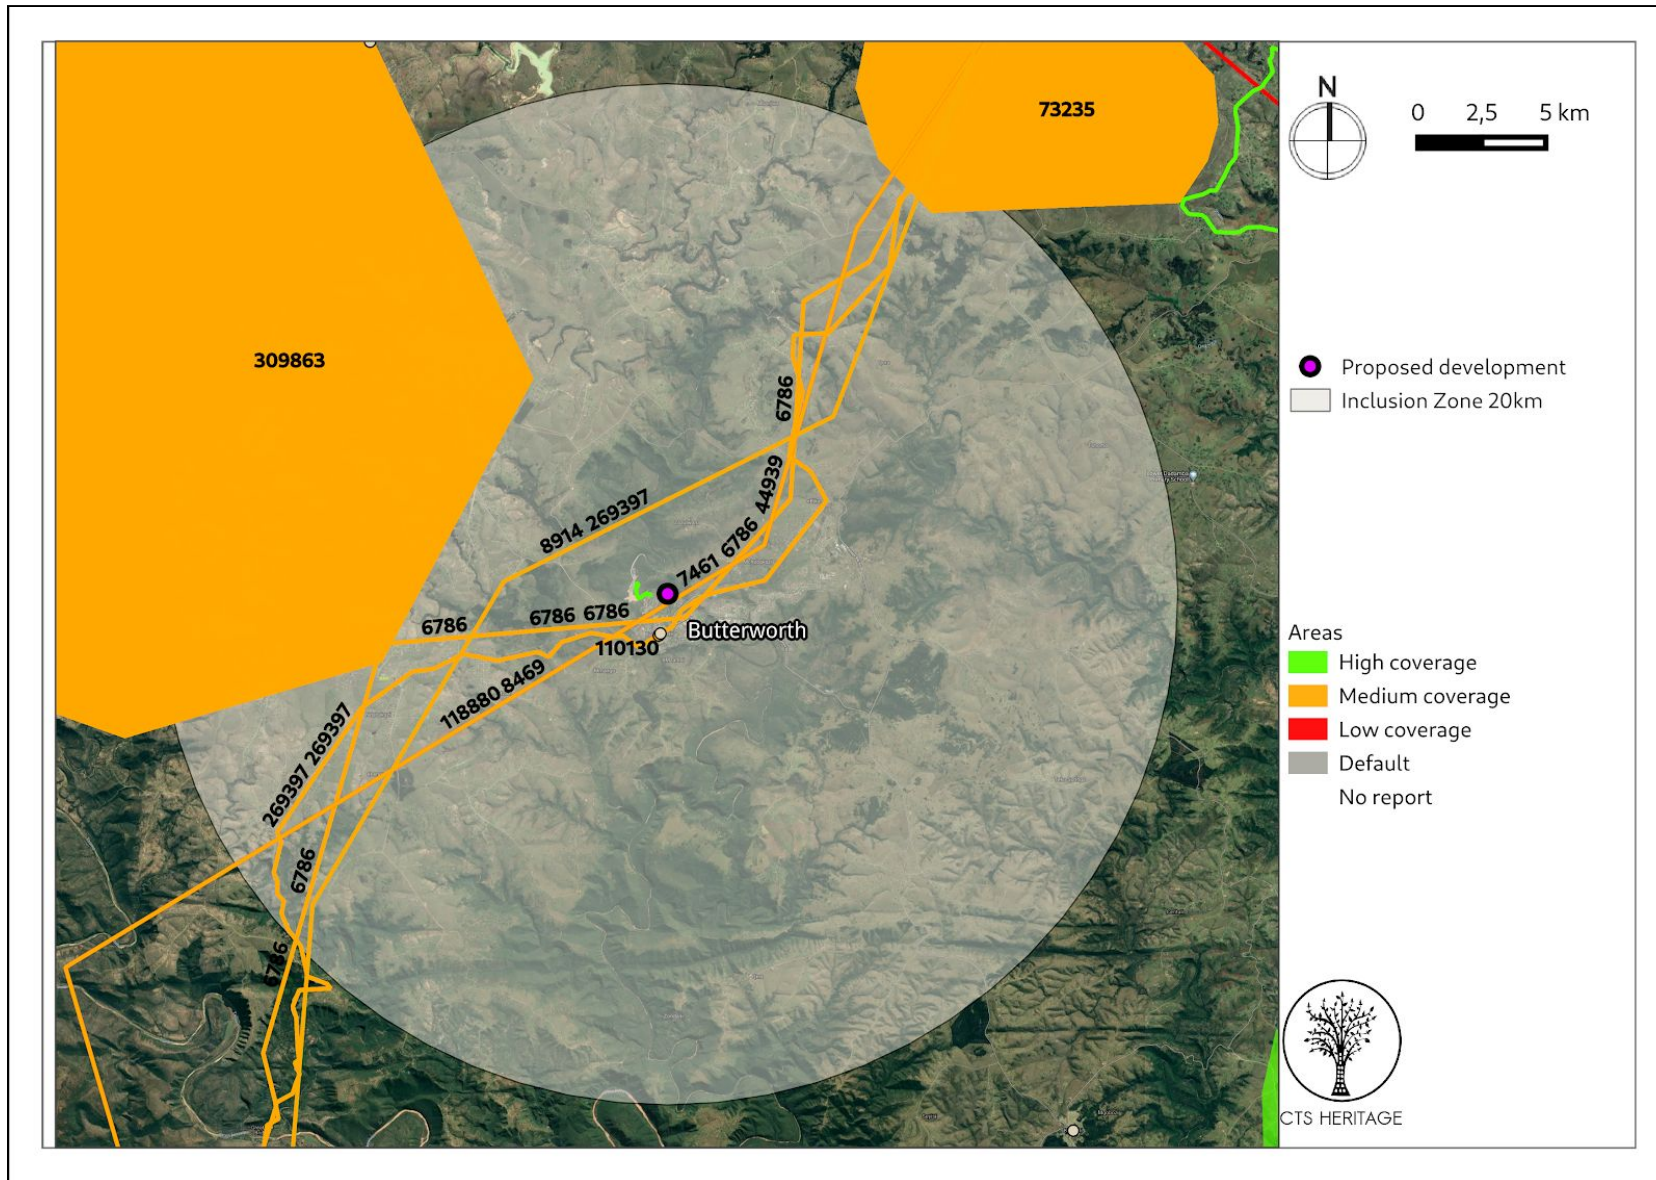 73235
309863
6786
44939
8914 269397
7461 6786
6786
6786 6786
Butterworth
110130
118880 8469
269397 269397
6786
6786
N
0 2,5 5 km
Proposed development
Inclusion Zone 20km
Areas
High coverage
Medium coverage
Low coverage
Default
No report
CTS HERITAGE